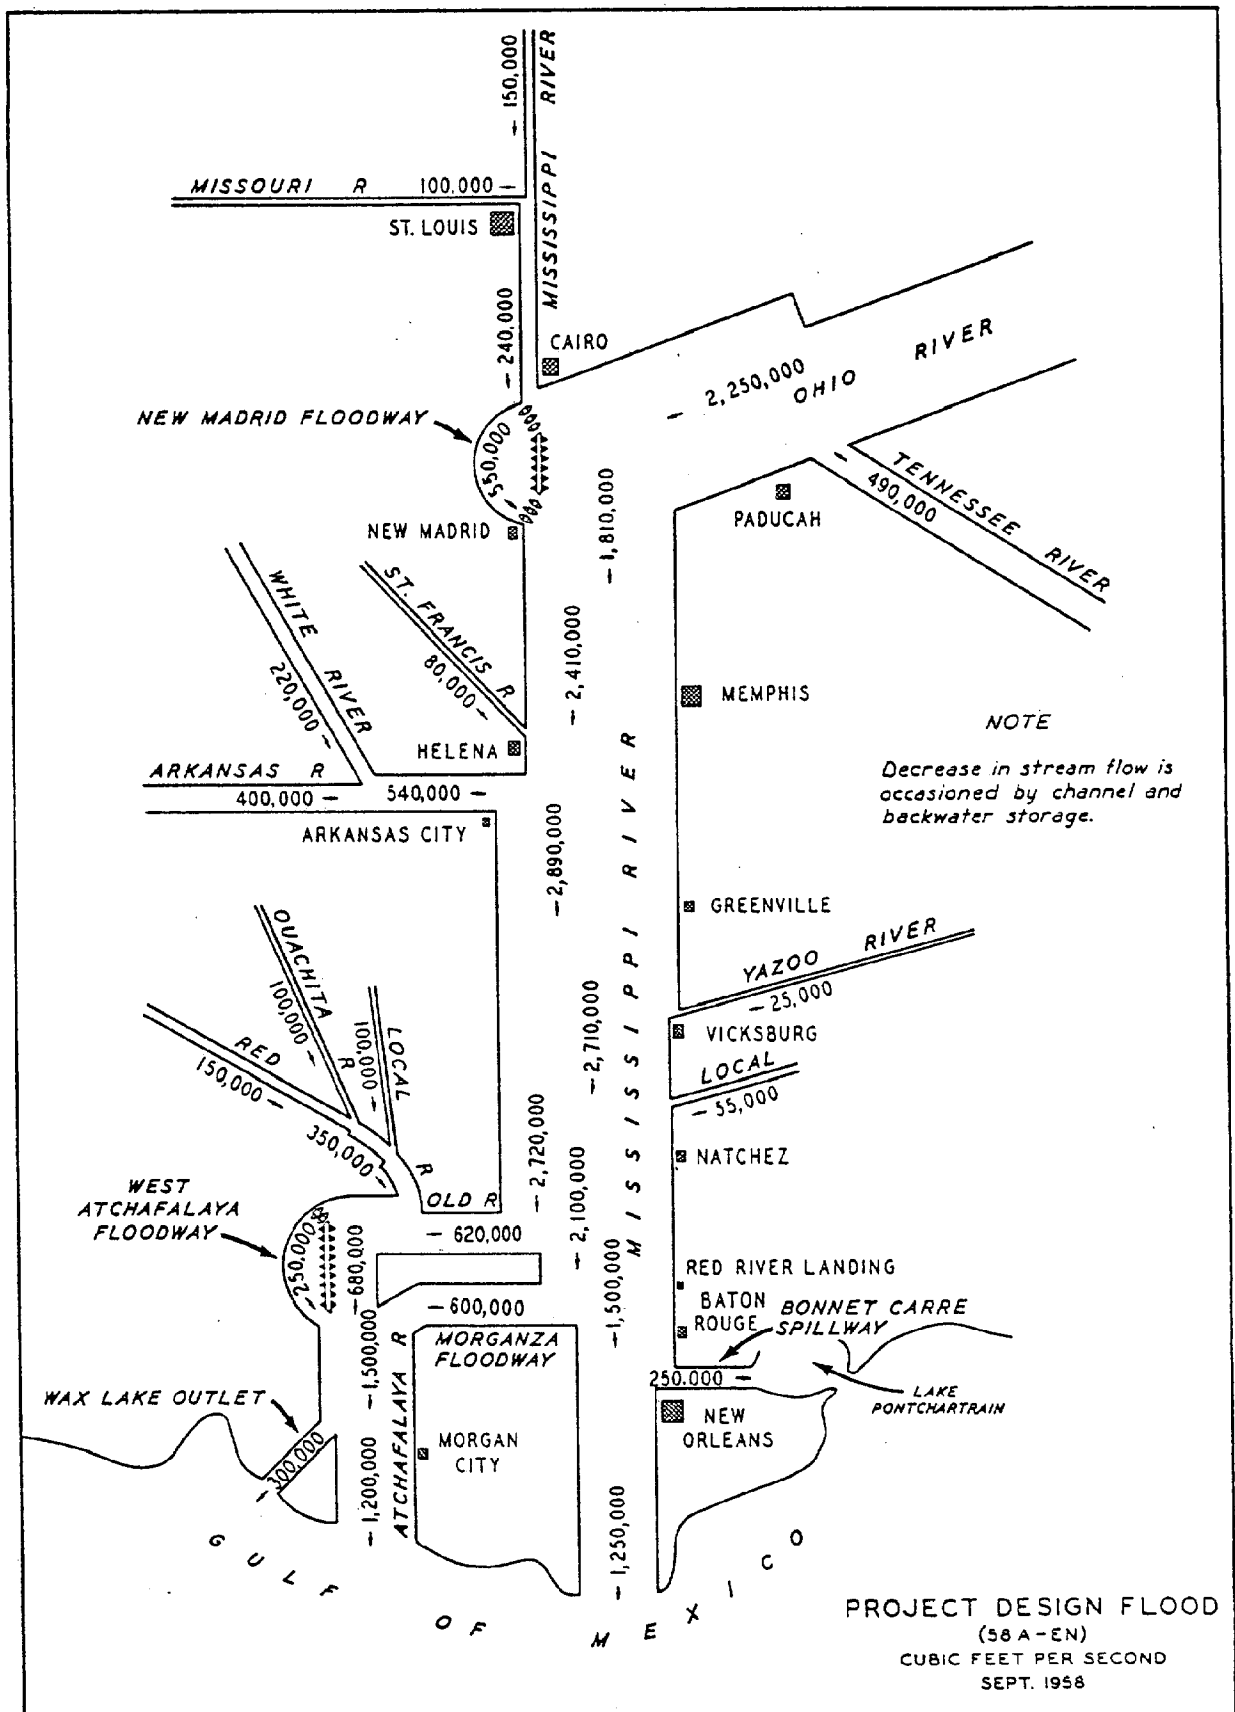 150,000
MISSISSIPPI RIVER
MISSOURI R
100,000
ST. LOUIS
240,000
CAIRO
2,250,000
OHIO RIVER
NEW MADRID FLOODWAY
550,000
TENNESSEE RIVER
490,000
PADUCAH
1,810,000
NEW MADRID
ST. FRANCIS R
80,000
WHITE RIVER
220,000
2,410,000
MEMPHIS
HELENA
NOTE
Decrease in stream flow is
occasioned by channel and
backwater storage.
ARKANSAS R
400,000
540,000
ARKANSAS CITY
2,890,000
MISSISSIPPI RIVER
GREENVILLE
YAZOO RIVER
25,000
OUACHITA R
100,000
LOCAL
100,000
RED R
150,000
350,000
2,710,000
VICKSBURG
LOCAL
55,000
2,720,000
NATCHEZ
WEST
ATCHAFALAYA
FLOODWAY
OLD R
620,000
2,100,000
250,000
680,000
RED RIVER LANDING
1,500,000
600,000
BATON
ROUGE
BONNET CARRE
SPILLWAY
MORGANZA
FLOODWAY
1,500,000
250.000
LAKE
PONTCHARTRAIN
WAX LAKE OUTLET
NEW
ORLEANS
300,000
1,200,000
ATCHAFALAYA R
MORGAN
CITY
1,250,000
GULF OF MEXICO
PROJECT DESIGN FLOOD
(58 A-EN)
CUBIC FEET PER SECOND
SEPT. 1958